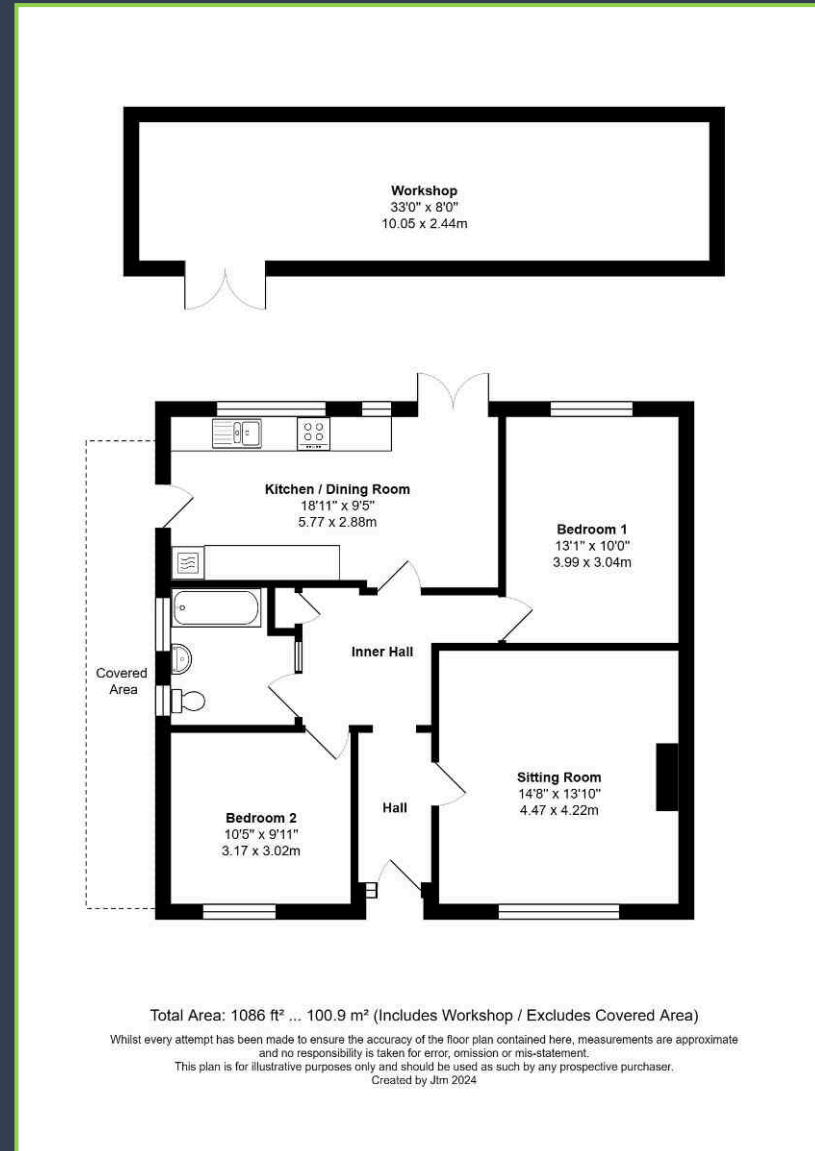 Workshop
33'0" x 8'0"
10.05 x 2.44m
Kitchen / Dining Room
18'11" x 9'5"
5.77 x 2.88m
Bedroom 1
13'1" x 10'0"
3.99 x 3.04m
Inner Hall
Covered
Area
Sitting Room
14'8" x 13'10"
4.47 x 4.22m
Hall
Bedroom 2
10'5" x 9'11"
3.17 x 3.02m
Total Area: 1086 ft² ... 100.9 m² (Includes Workshop / Excludes Covered Area)
Whilst every attempt has been made to ensure the accuracy of the floor plan contained here, measurements are approximate
and no responsibility is taken for error, omission or mis-statement.
This plan is for illustrative purposes only and should be used as such by any prospective purchaser.
Created by Jtm 2024